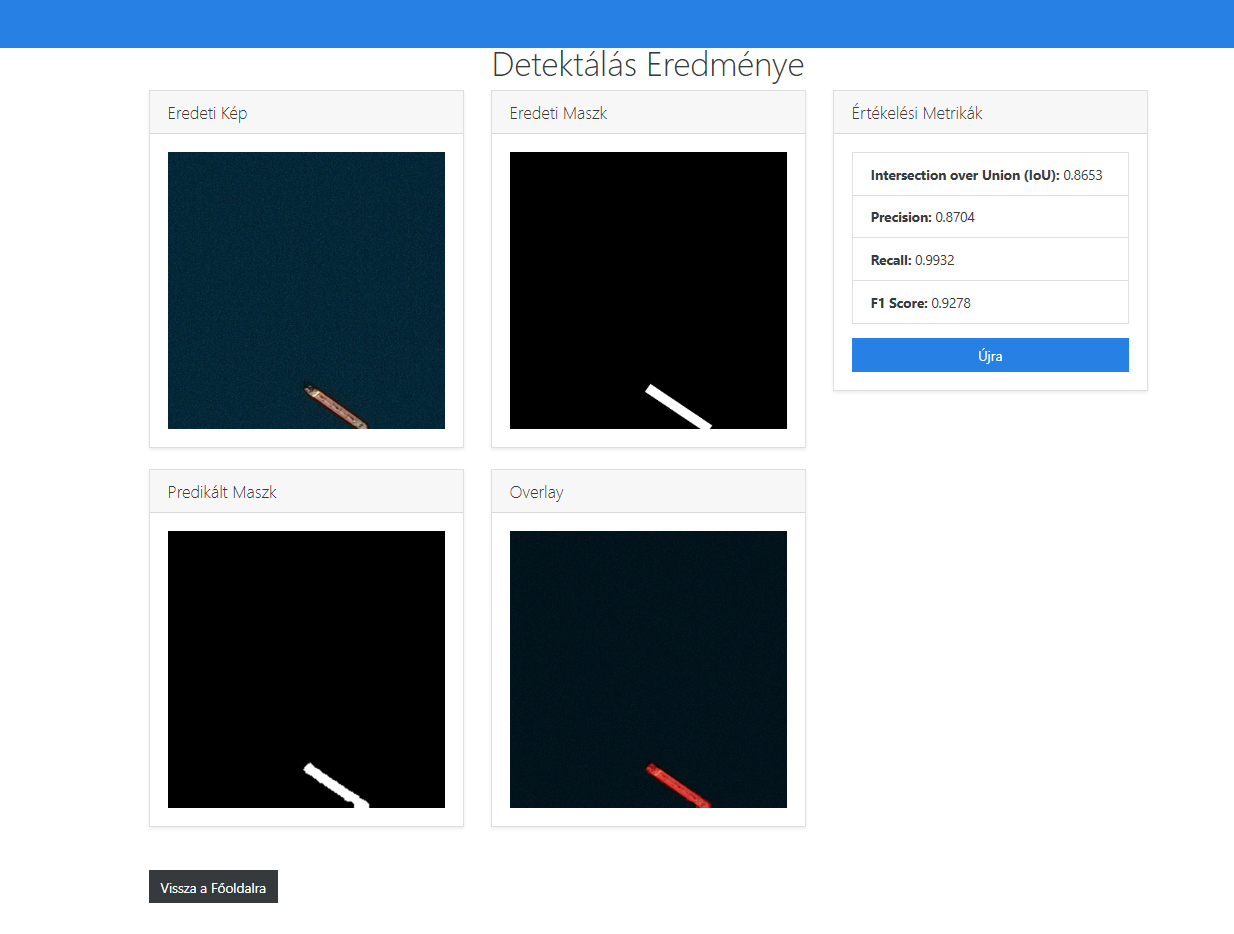 Detektálás Eredménye
Eredeti Kép
Eredeti Maszk
Értékelési Metrikák
Intersection over Union (IoU): 0.8653
Precision: 0.8704
Recall: 0.9932
F1 Score: 0.9278
Újra
Predikált Maszk
Overlay
Vissza a Főoldalra